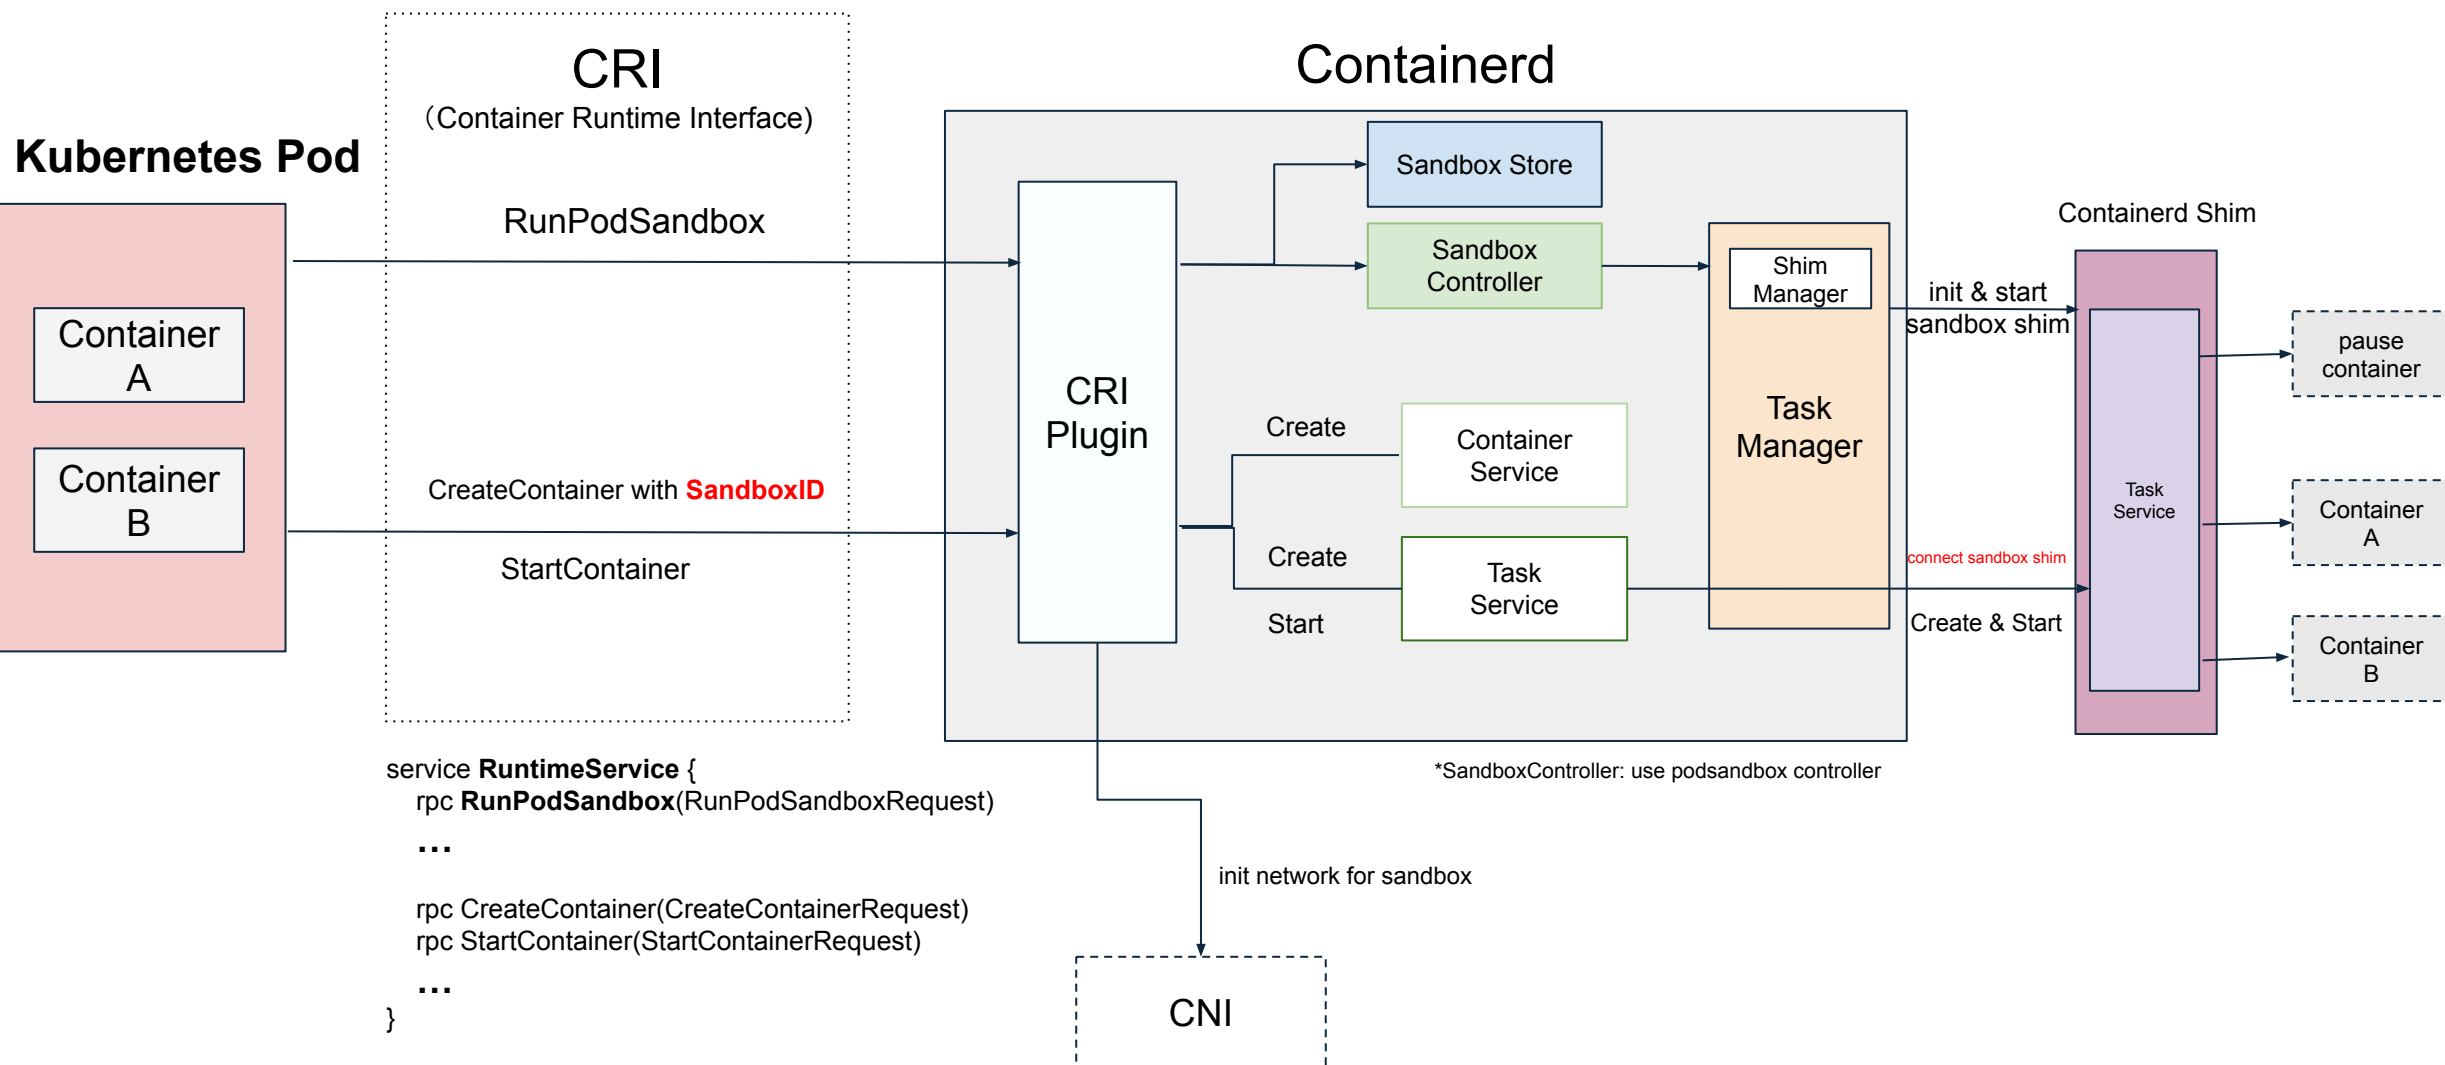 CRI
（Container Runtime Interface)
Containerd
Kubernetes Pod
Container
A
Container
B
RunPodSandbox
CreateContainer with SandboxID
StartContainer
CRI
Plugin
Sandbox Store
Sandbox
Controller
Shim
Manager
Task
Manager
Create
Container
Service
Create
Start
Task
Service
init & start
sandbox shim
connect sandbox shim
Create & Start
Containerd Shim
Task
Service
pause
container
Container
A
Container
B
*SandboxController: use podsandbox controller
service RuntimeService {
rpc RunPodSandbox(RunPodSandboxRequest)
...
rpc CreateContainer(CreateContainerRequest)
rpc StartContainer(StartContainerRequest)
...
}
init network for sandbox
CNI